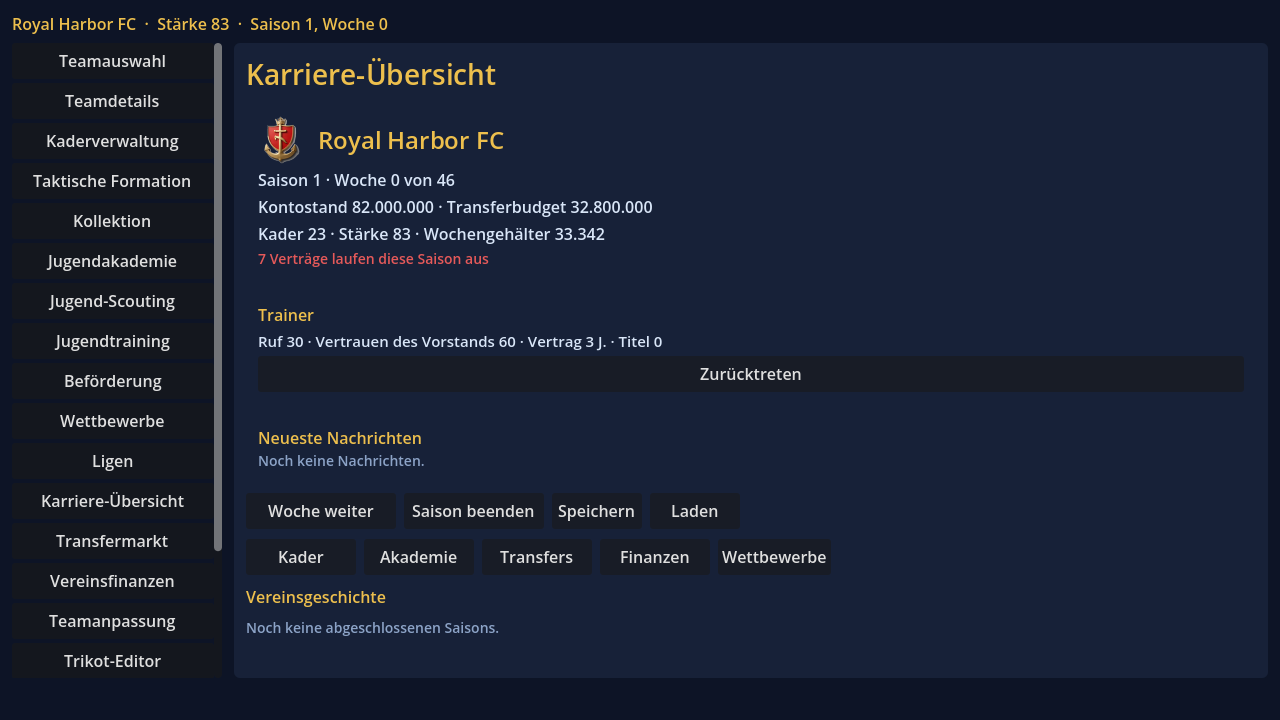 Royal Harbor FC · Stärke 83 · Saison 1, Woche 0
Teamauswahl
Teamdetails
Kaderverwaltung
Taktische Formation
Kollektion
Jugendakademie
Jugend-Scouting
Jugendtraining
Beförderung
Wettbewerbe
Ligen
Karriere-Übersicht
Transfermarkt
Vereinsfinanzen
Teamanpassung
Trikot-Editor
Karriere-Übersicht
Royal Harbor FC
Saison 1 · Woche 0 von 46
Kontostand 82.000.000 · Transferbudget 32.800.000
Kader 23 · Stärke 83 · Wochengehälter 33.342
7 Verträge laufen diese Saison aus
Trainer
Ruf 30 · Vertrauen des Vorstands 60 · Vertrag 3 J. · Titel 0
Zurücktreten
Neueste Nachrichten
Noch keine Nachrichten.
Woche weiter Saison beenden Speichern Laden
Kader Akademie Transfers Finanzen Wettbewerbe
Vereinsgeschichte
Noch keine abgeschlossenen Saisons.